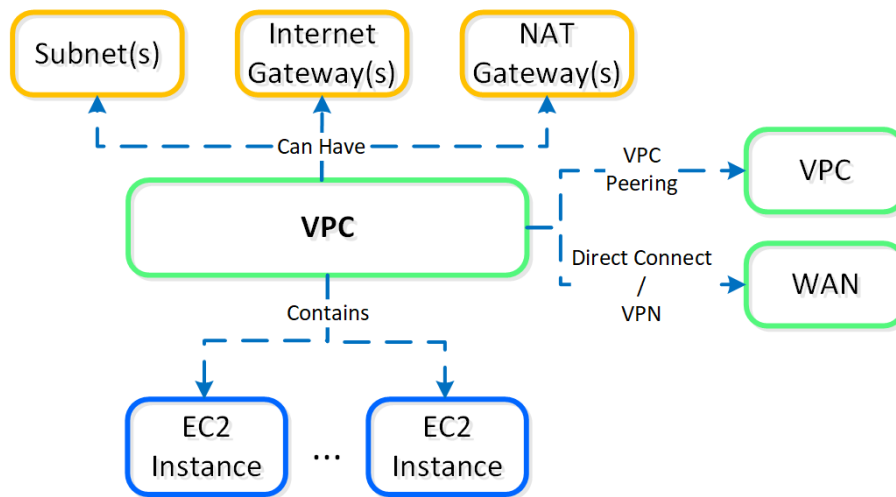 Subnet(s)
Internet
Gateway(s)
NAT
Gateway(s)
Can Have
VPC
VPC
Peering
VPC
Direct Connect
/
VPN
WAN
Contains
EC2
Instance
...
EC2
Instance